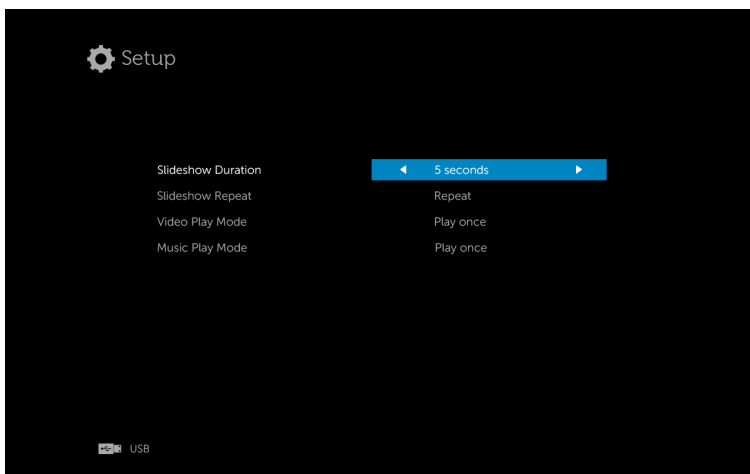 Setup
Slideshow Duration 5 seconds
Slideshow Repeat Repeat
Video Play Mode Play once
Music Play Mode Play once
USB